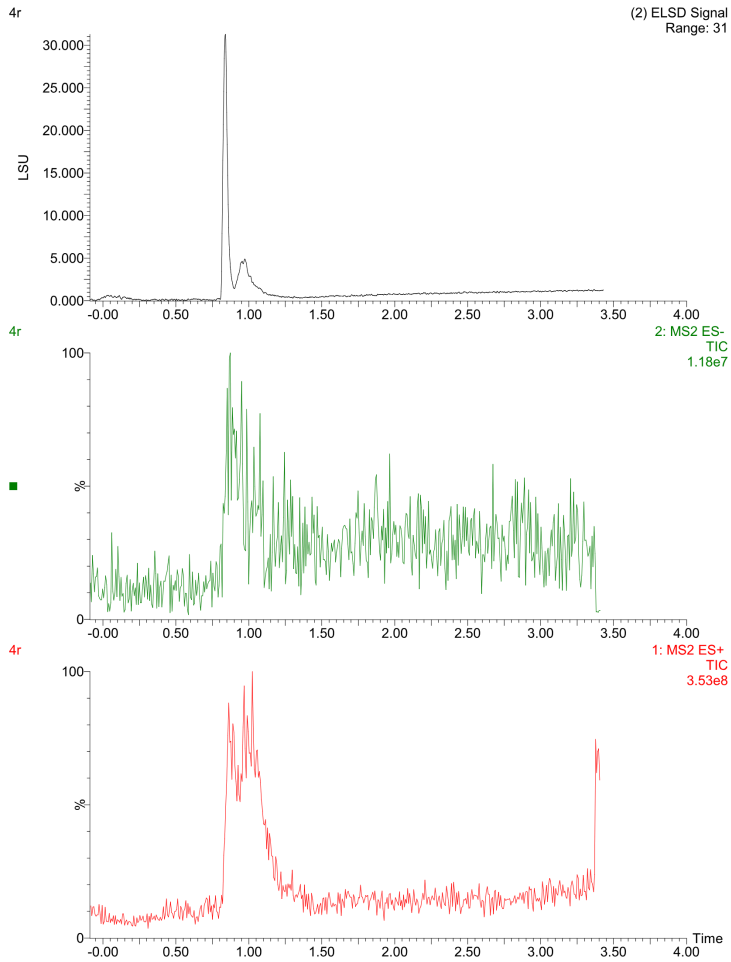 4r
(2) ELSD Signal
Range: 31
LSU
30.000
25.000
20.000
15.000
10.000
5.000
0.000
-0.00 0.50 1.00 1.50 2.00 2.50 3.00 3.50 4.00
4r
2: MS2 ES-
TIC
1.18e7
100
%
0
-0.00 0.50 1.00 1.50 2.00 2.50 3.00 3.50 4.00
4r
1: MS2 ES+
TIC
3.53e8
100
%
0
Time
-0.00 0.50 1.00 1.50 2.00 2.50 3.00 3.50 4.00